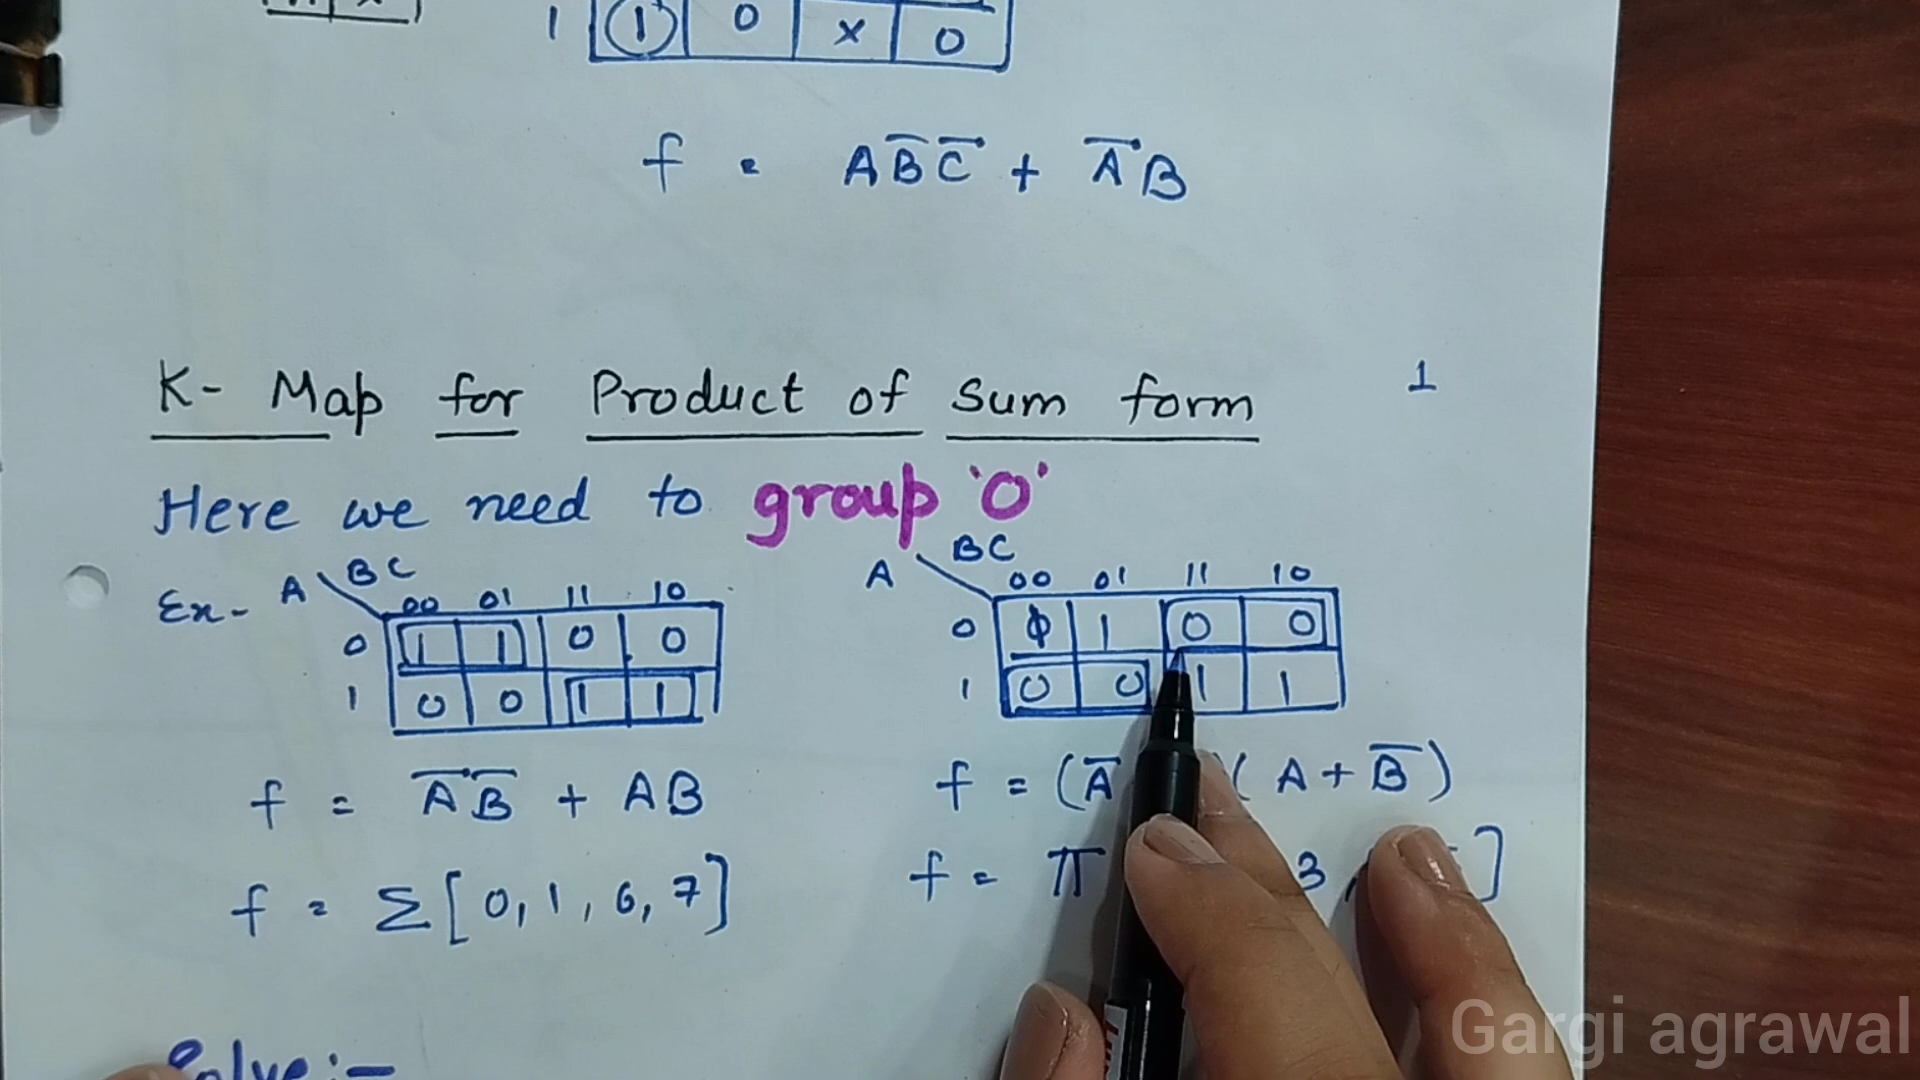 1 1 0 x 0
f = AB̅C̅ + A̅B
K- Map for Product of Sum form 1
Here we need to group '0'
Ex- A BC
00 01 11 10
0 1 1 0 0
1 0 0 1 1
f = A̅B̅ + AB
f = Σ[0,1,6,7]
A BC
00 01 11 10
0 1 0 0
1 0 0 1 1
f = (A̅ ( A + B̅)
f = π 3, ]
Solve:-
Gargi agrawal